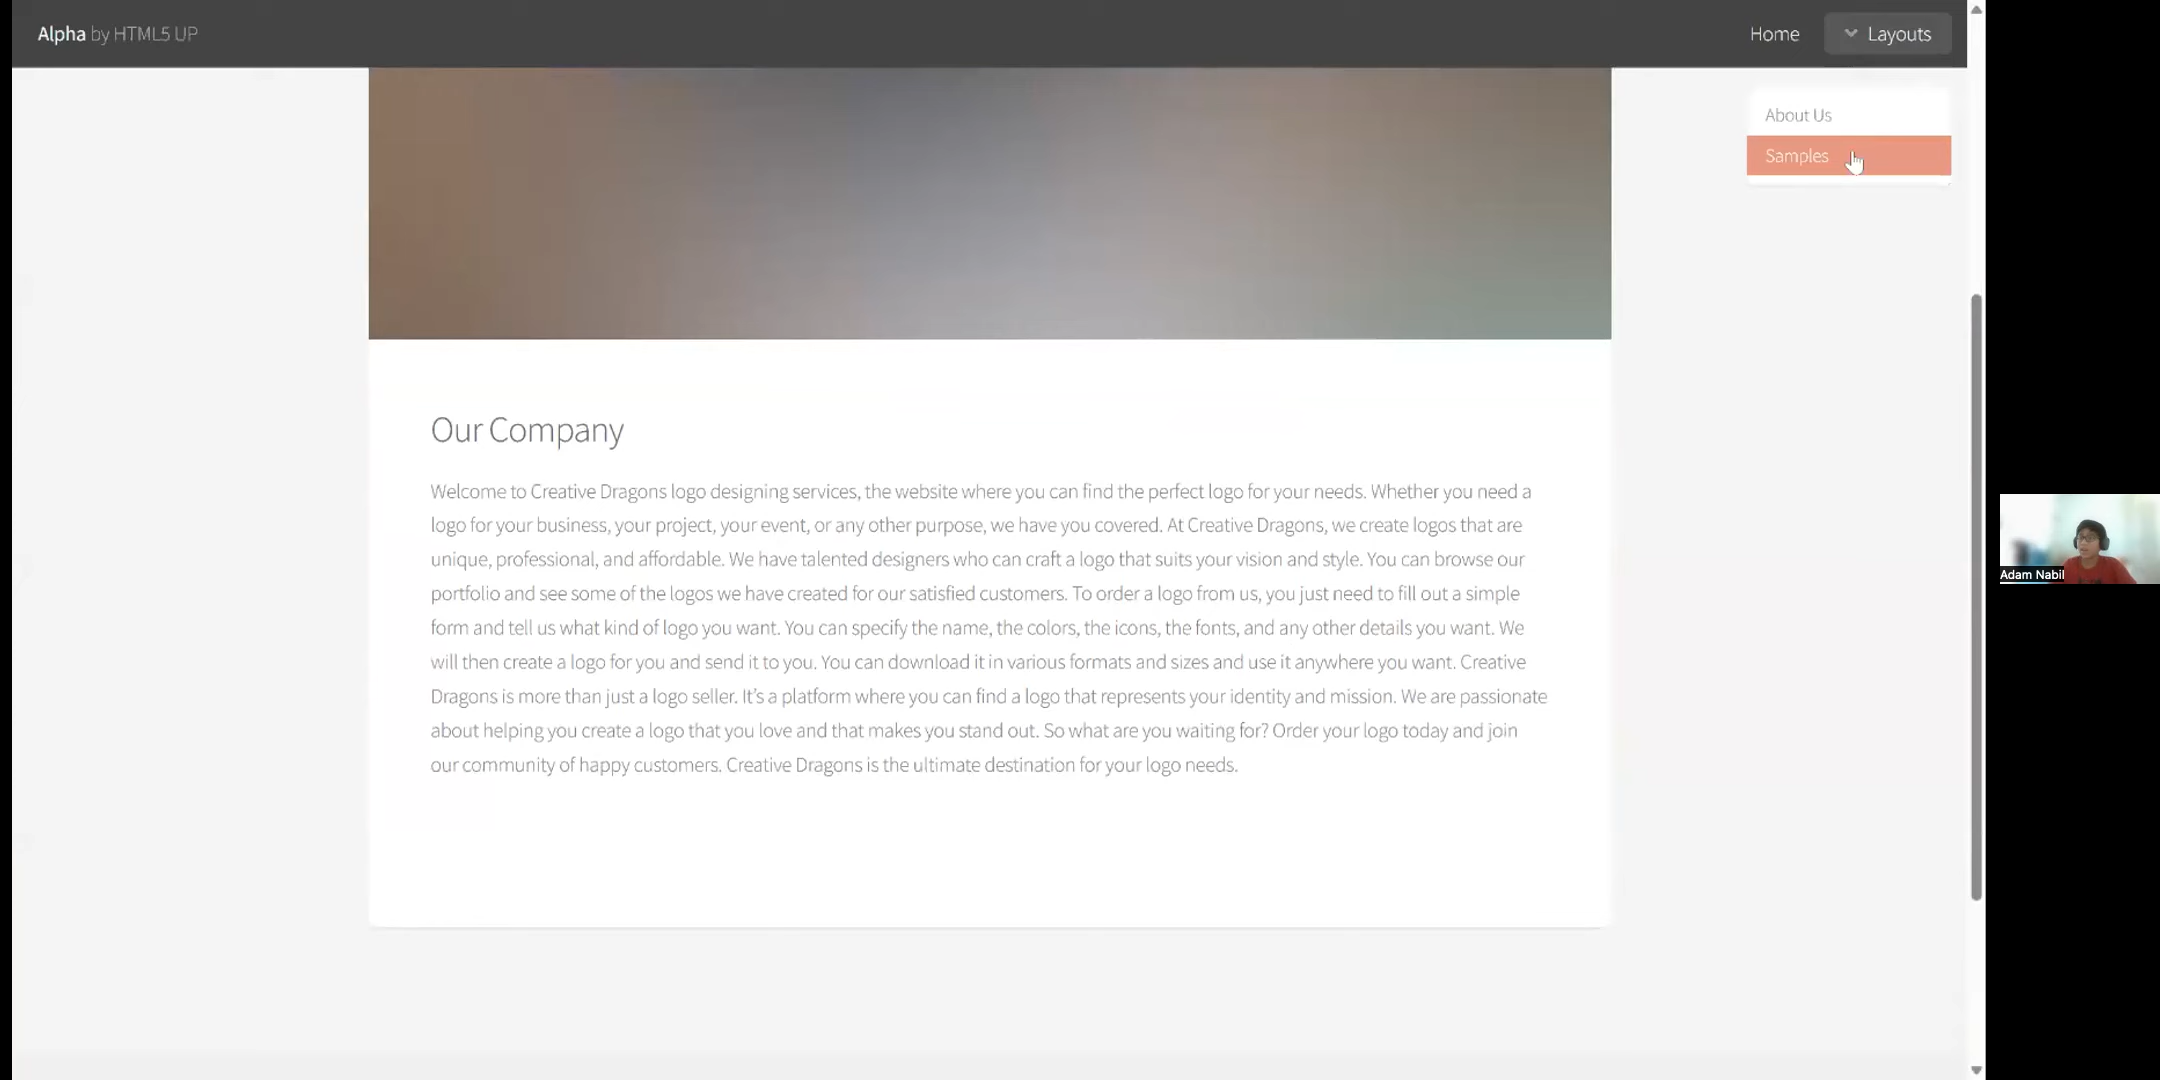 Alpha by HTML5 UP
Home
Layouts
About Us
Samples
Our Company
Welcome to Creative Dragons logo designing services, the website where you can find the perfect logo for your needs. Whether you need a
logo for your business, your project, your event, or any other purpose, we have you covered. At Creative Dragons, we create logos that are
unique, professional, and affordable. We have talented designers who can craft a logo that suits your vision and style. You can browse our
portfolio and see some of the logos we have created for our satisfied customers. To order a logo from us, you just need to fill out a simple
form and tell us what kind of logo you want. You can specify the name, the colors, the icons, the fonts, and any other details you want. We
will then create a logo for you and send it to you. You can download it in various formats and sizes and use it anywhere you want. Creative
Dragons is more than just a logo seller. It’s a platform where you can find a logo that represents your identity and mission. We are passionate
about helping you create a logo that you love and that makes you stand out. So what are you waiting for? Order your logo today and join
our community of happy customers. Creative Dragons is the ultimate destination for your logo needs.
Adam Nabil